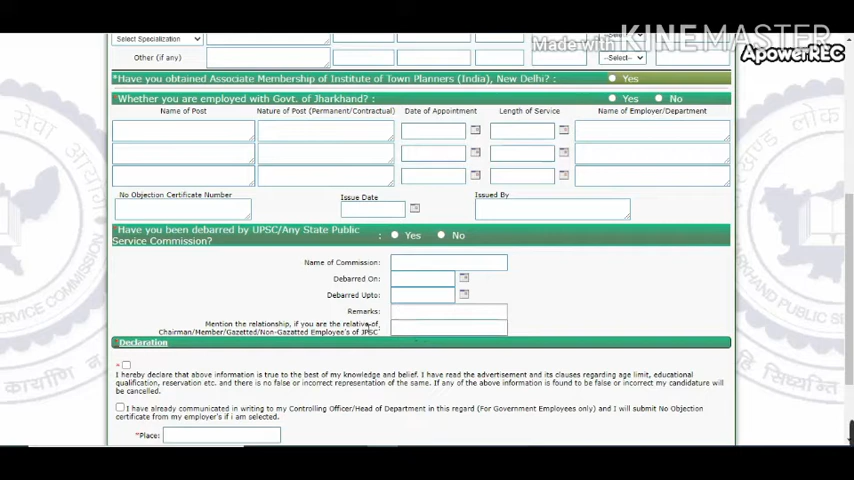 Made with KINEMASTER
ApowerREC
Select Specialization
--Select--
Other (if any)
--Select--
*Have you obtained Associate Membership of Institute of Town Planners (India), New Delhi? : Yes
Whether you are employed with Govt. of Jharkhand? : Yes No
Name of Post Nature of Post (Permanent/Contractual) Date of Appointment Length of Service Name of Employer/Department
No Objection Certificate Number Issue Date Issued By
*Have you been debarred by UPSC/Any State Public
Service Commission? : Yes No
Name of Commission:
Debarred On:
Debarred Upto:
Remarks:
Mention the relationship, if you are the relative of
Chairman/Member/Gazetted/Non-Gazatted Employee's of JPSC:
*Declaration
*
I hereby declare that above information is true to the best of my knowledge and belief. I have read the advertisement and its clauses regarding age limit, educational
qualification, reservation etc. and there is no false or incorrect representation of the same. If any of the above information is found to be false or incorrect my candidature will
be cancelled.
I have already communicated in writing to my Controlling Officer/Head of Department in this regard (For Government Employees only) and I will submit No Objection
certificate from my employer's if i am selected.
*Place: